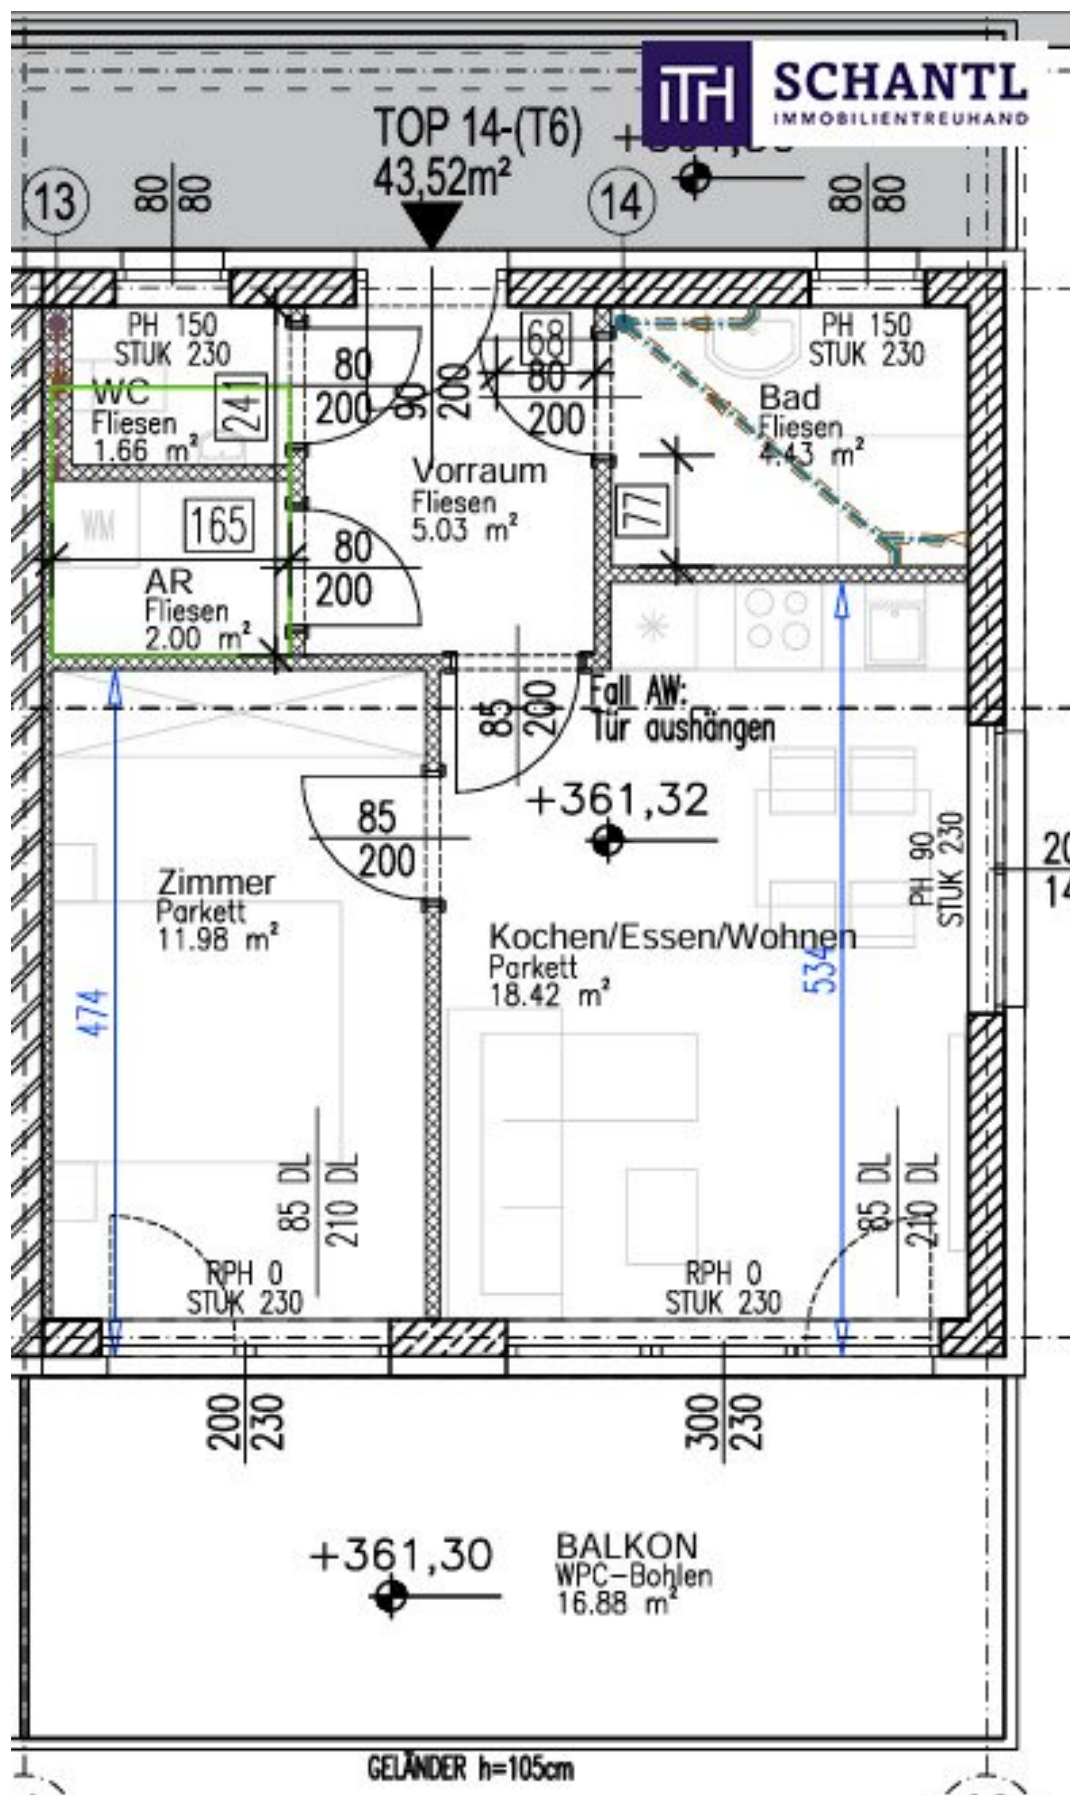 ITH SCHANTL
IMMOBILIENTREUHAND
TOP 14-(T6)
43,52m²
13
80
80
14
80
80
PH 150
STUK 230
WC
Fliesen
1.66 m²
241
80
200
90
200
68
80
200
PH 150
STUK 230
Bad
Fliesen
4.43 m²
Vorraum
Fliesen
5.03 m²
77
WM
165
80
200
AR
Fliesen
2.00 m²
85
200
Fall AW:
Tür aushängen
+361,32
85
200
PH 90
STUK 230
Zimmer
Parkett
11.98 m²
Kochen/Essen/Wohnen
Parkett
18.42 m²
474
534
85 DL
210 DL
85 DL
210 DL
RPH 0
STUK 230
RPH 0
STUK 230
200
230
300
230
+361,30
BALKON
WPC-Bohlen
16.88 m²
GELÄNDER h=105cm